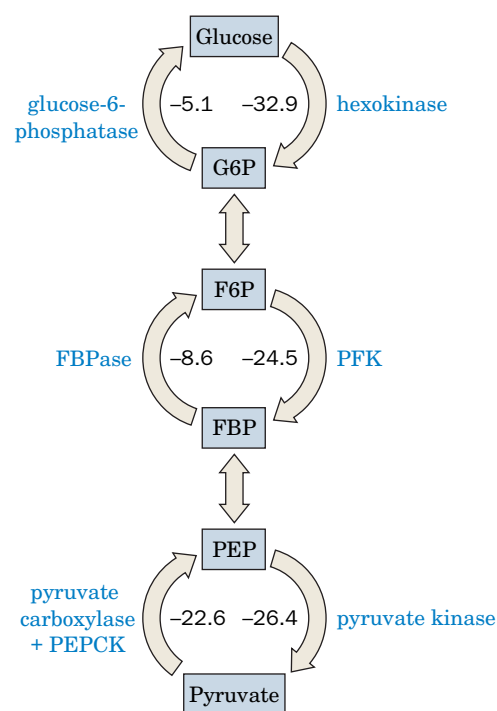 Glucose
glucose-6-
phosphatase
–5.1 –32.9
hexokinase
G6P
F6P
FBPase
–8.6 –24.5
PFK
FBP
PEP
pyruvate
carboxylase
+ PEPCK
–22.6 –26.4
pyruvate kinase
Pyruvate